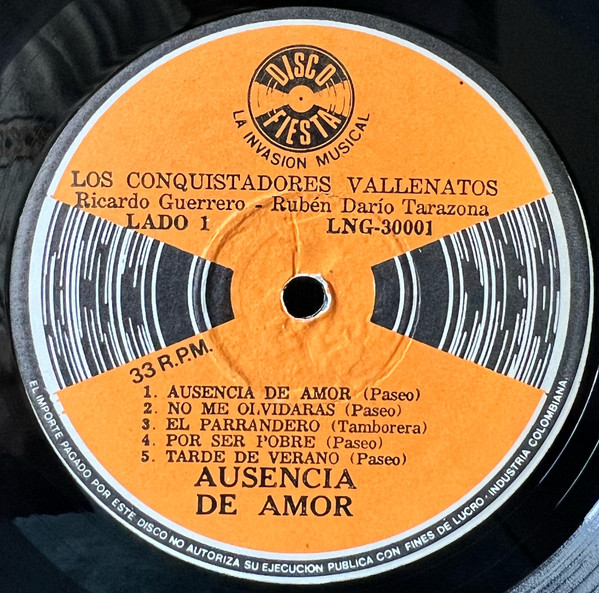 DISCO
FIESTA
LA INVASION MUSICAL
LOS CONQUISTADORES VALLENATOS
Ricardo Guerrero - Rubén Darío Tarazona
LADO 1 LNG-30001
33 R.P.M.
1. AUSENCIA DE AMOR (Paseo)
2. NO ME OLVIDARAS (Paseo)
3. EL PARRANDERO (Tamborera)
4. POR SER POBRE (Paseo)
5. TARDE DE VERANO (Paseo)
AUSENCIA
DE AMOR
EL IMPORTE PAGADO POR ESTE DISCO NO AUTORIZA SU EJECUCION PUBLICA CON FINES DE LUCRO · INDUSTRIA COLOMBIANA.